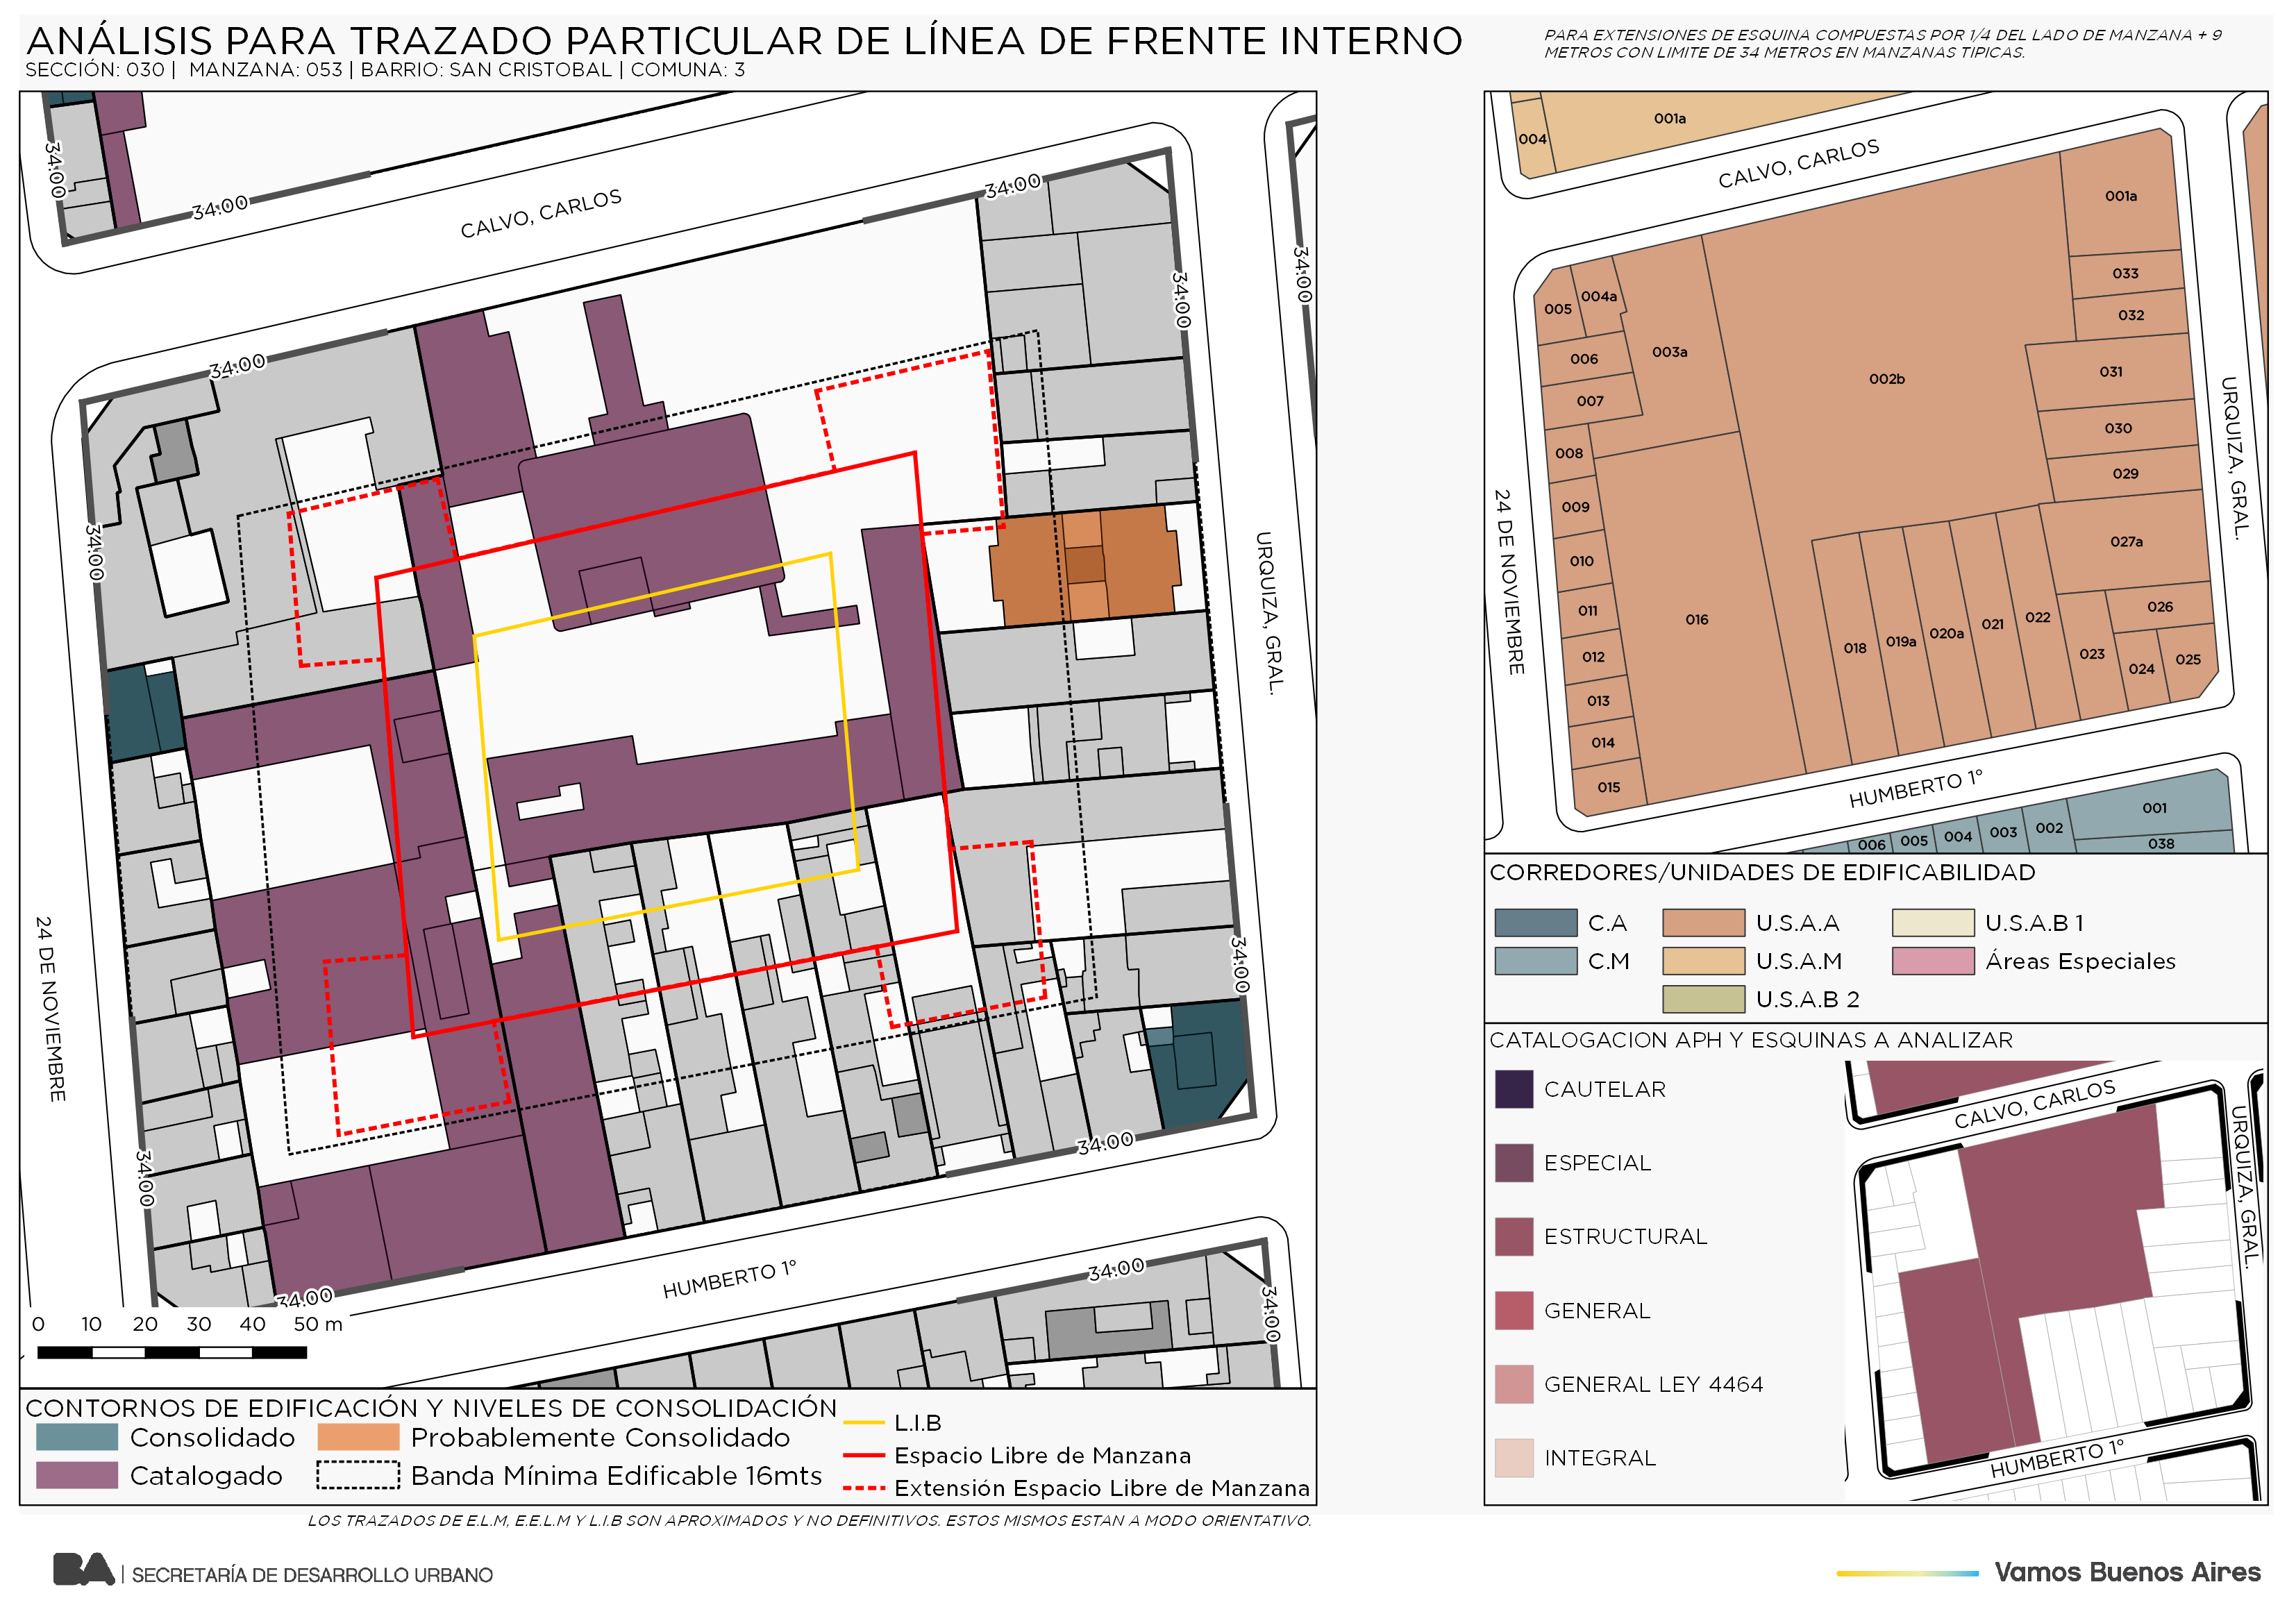 ANÁLISIS PARA TRAZADO PARTICULAR DE LÍNEA DE FRENTE INTERNO
SECCIÓN: 030 | MANZANA: 053 | BARRIO: SAN CRISTOBAL | COMUNA: 3
PARA EXTENSIONES DE ESQUINA COMPUESTAS POR 1/4 DEL LADO DE MANZANA + 9
METROS CON LIMITE DE 34 METROS EN MANZANAS TIPICAS.
34:00
34:00
CALVO, CARLOS
34:00
34:00
34:00
34:00
34:00
URQUIZA, GRAL.
24 DE NOVIEMBRE
34:00
34:00
34:00
34:00
HUMBERTO 1°
34:00
34:00
0 10 20 30 40 50 m
CONTORNOS DE EDIFICACIÓN Y NIVELES DE CONSOLIDACIÓN
Consolidado
Catalogado
Probablemente Consolidado
Banda Mínima Edificable 16mts
L.I.B
Espacio Libre de Manzana
Extensión Espacio Libre de Manzana
LOS TRAZADOS DE E.L.M, E.E.L.M Y L.I.B SON APROXIMADOS Y NO DEFINITIVOS. ESTOS MISMOS ESTAN A MODO ORIENTATIVO.
004
001a
CALVO, CARLOS
001a
033
032
005
004a
006
003a
007
002b
031
030
029
008
009
010
011
012
013
014
015
016
018
019a
020a
021
022
027a
026
023
024
025
24 DE NOVIEMBRE
URQUIZA, GRAL.
HUMBERTO 1°
006
005
004
003
002
001
038
CORREDORES/UNIDADES DE EDIFICABILIDAD
C.A
U.S.A.A
U.S.A.B 1
C.M
U.S.A.M
Áreas Especiales
U.S.A.B 2
CATALOGACION APH Y ESQUINAS A ANALIZAR
CAUTELAR
ESPECIAL
ESTRUCTURAL
GENERAL
GENERAL LEY 4464
INTEGRAL
CALVO, CARLOS
URQUIZA, GRAL.
HUMBERTO 1°
BA | SECRETARÍA DE DESARROLLO URBANO
Vamos Buenos Aires